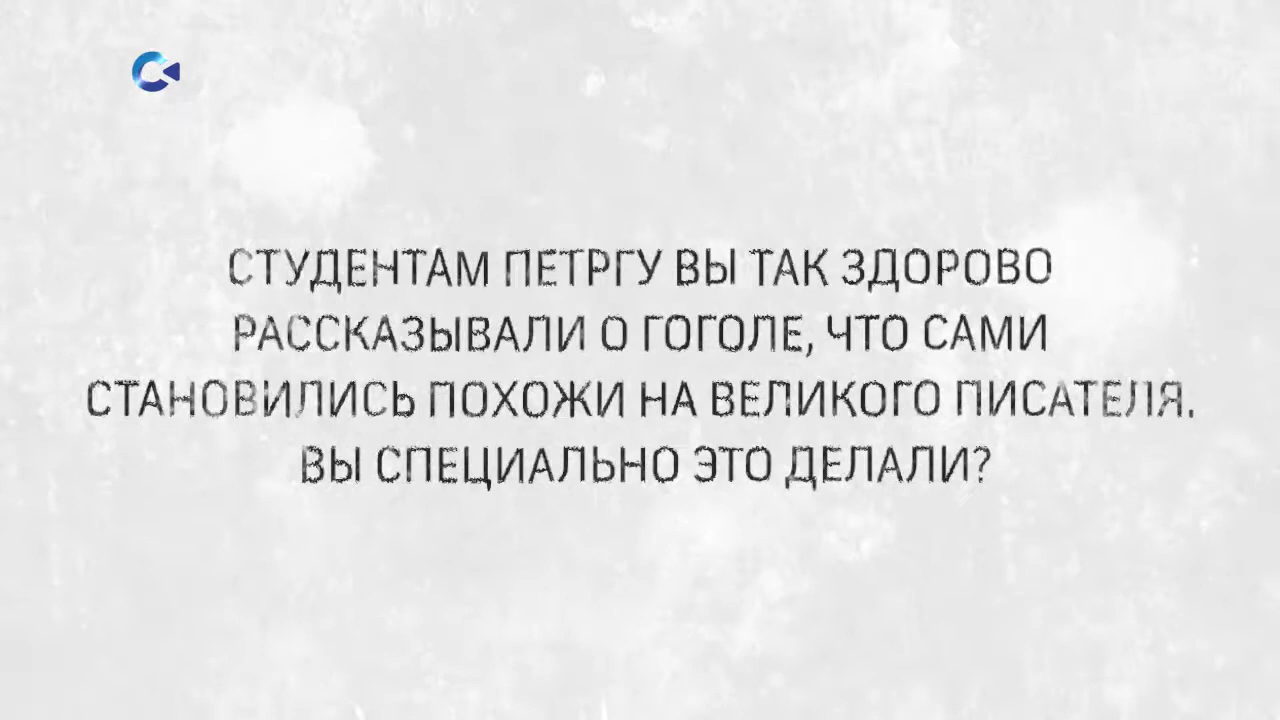 СТУДЕНТАМ ПЕТРГУ ВЫ ТАК ЗДОРОВО
РАССКАЗЫВАЛИ О ГОГОЛЕ, ЧТО САМИ
СТАНОВИЛИСЬ ПОХОЖИ НА ВЕЛИКОГО ПИСАТЕЛЯ.
ВЫ СПЕЦИАЛЬНО ЭТО ДЕЛАЛИ?